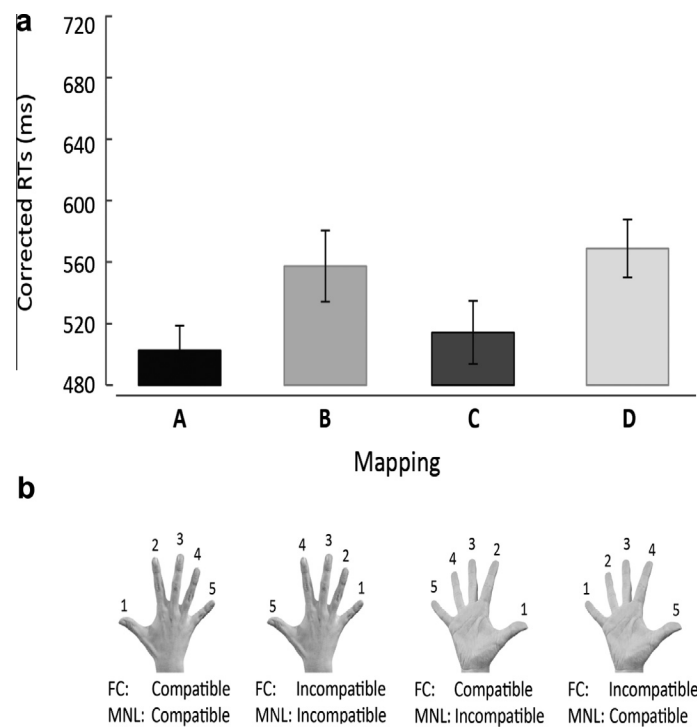 a
Corrected RTs (ms)
720
680
640
600
560
520
480
A B C D
Mapping
b
1 2 3 4 5
5 4 3 2 1
5 4 3 2 1
1 2 3 4 5
FC: Compatible
MNL: Compatible
FC: Incompatible
MNL: Incompatible
FC: Compatible
MNL: Incompatible
FC: Incompatible
MNL: Compatible